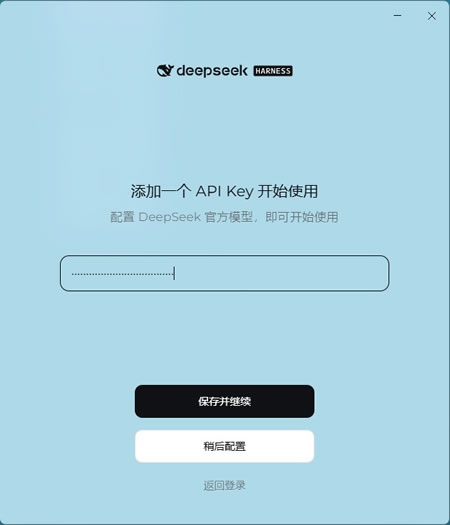 deepseek HARNESS
添加一个 API Key 开始使用
配置 DeepSeek 官方模型，即可开始使用
保存并继续
稍后配置
返回登录